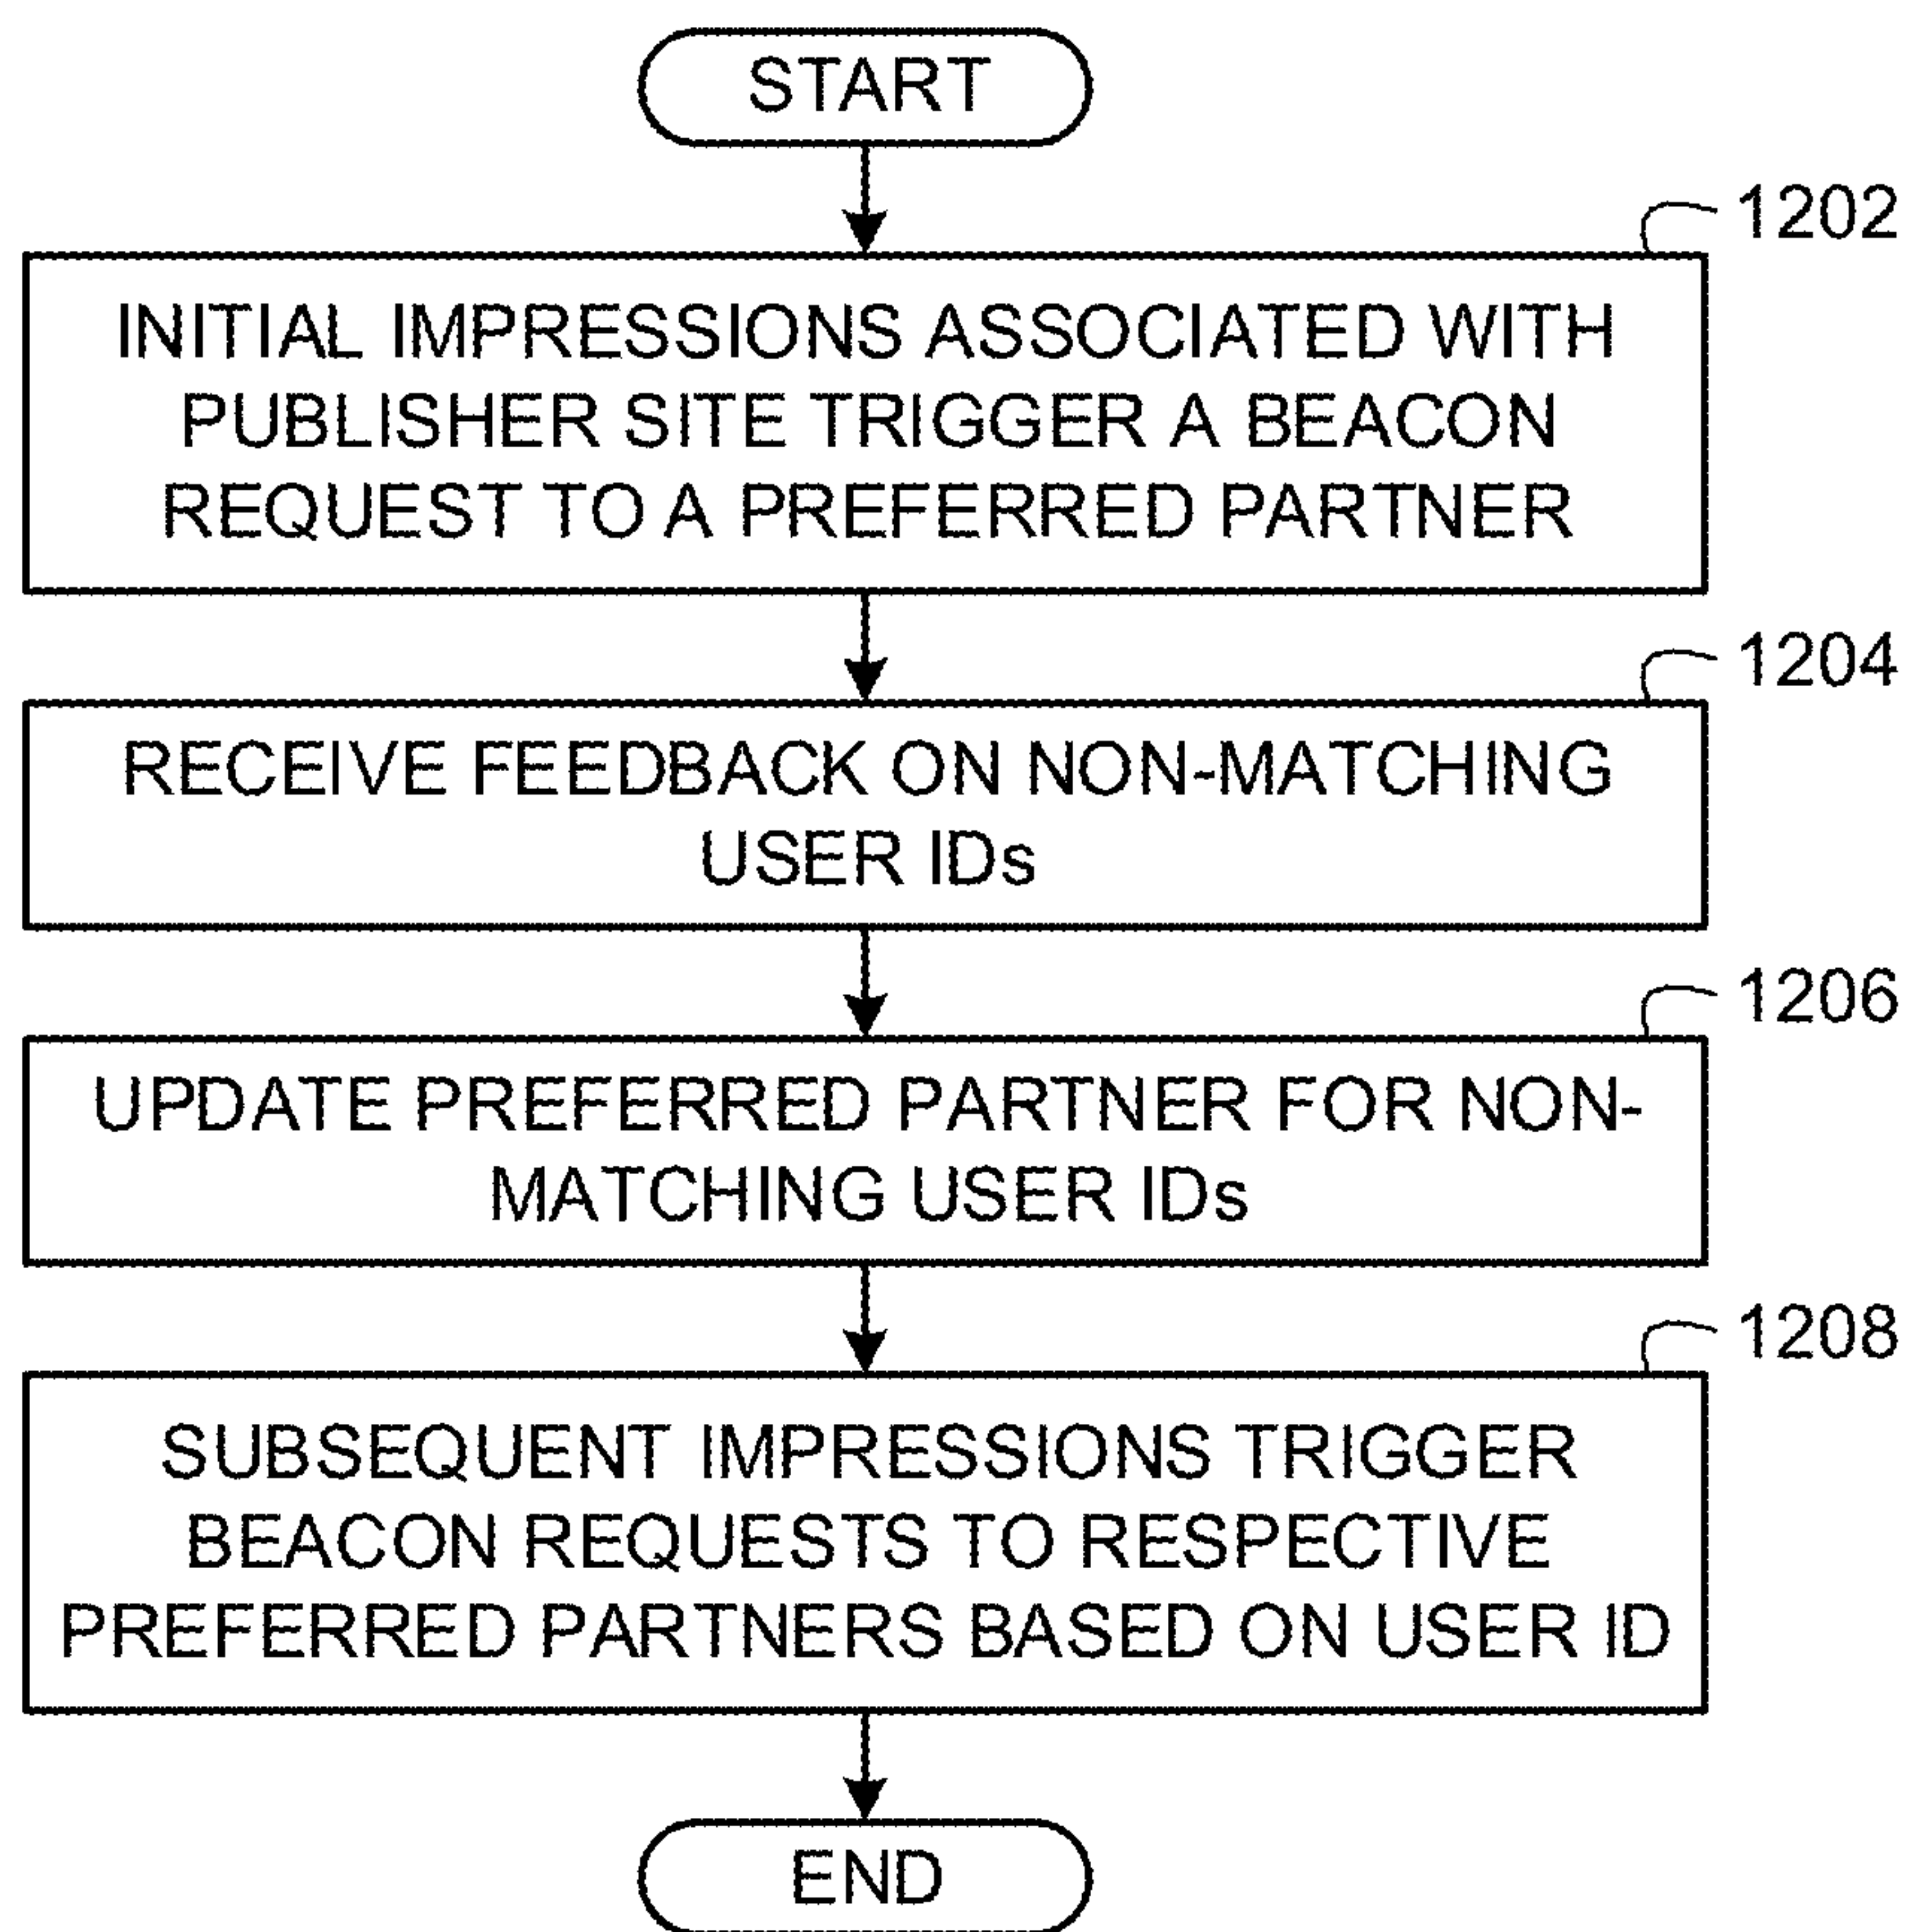 START
1202
INITIAL IMPRESSIONS ASSOCIATED WITH
PUBLISHER SITE TRIGGER A BEACON
REQUEST TO A PREFERRED PARTNER
1204
RECEIVE FEEDBACK ON NON-MATCHING
USER IDs
1206
UPDATE PREFERRED PARTNER FOR NON-
MATCHING USER IDs
1208
SUBSEQUENT IMPRESSIONS TRIGGER
BEACON REQUESTS TO RESPECTIVE
PREFERRED PARTNERS BASED ON USER ID
END